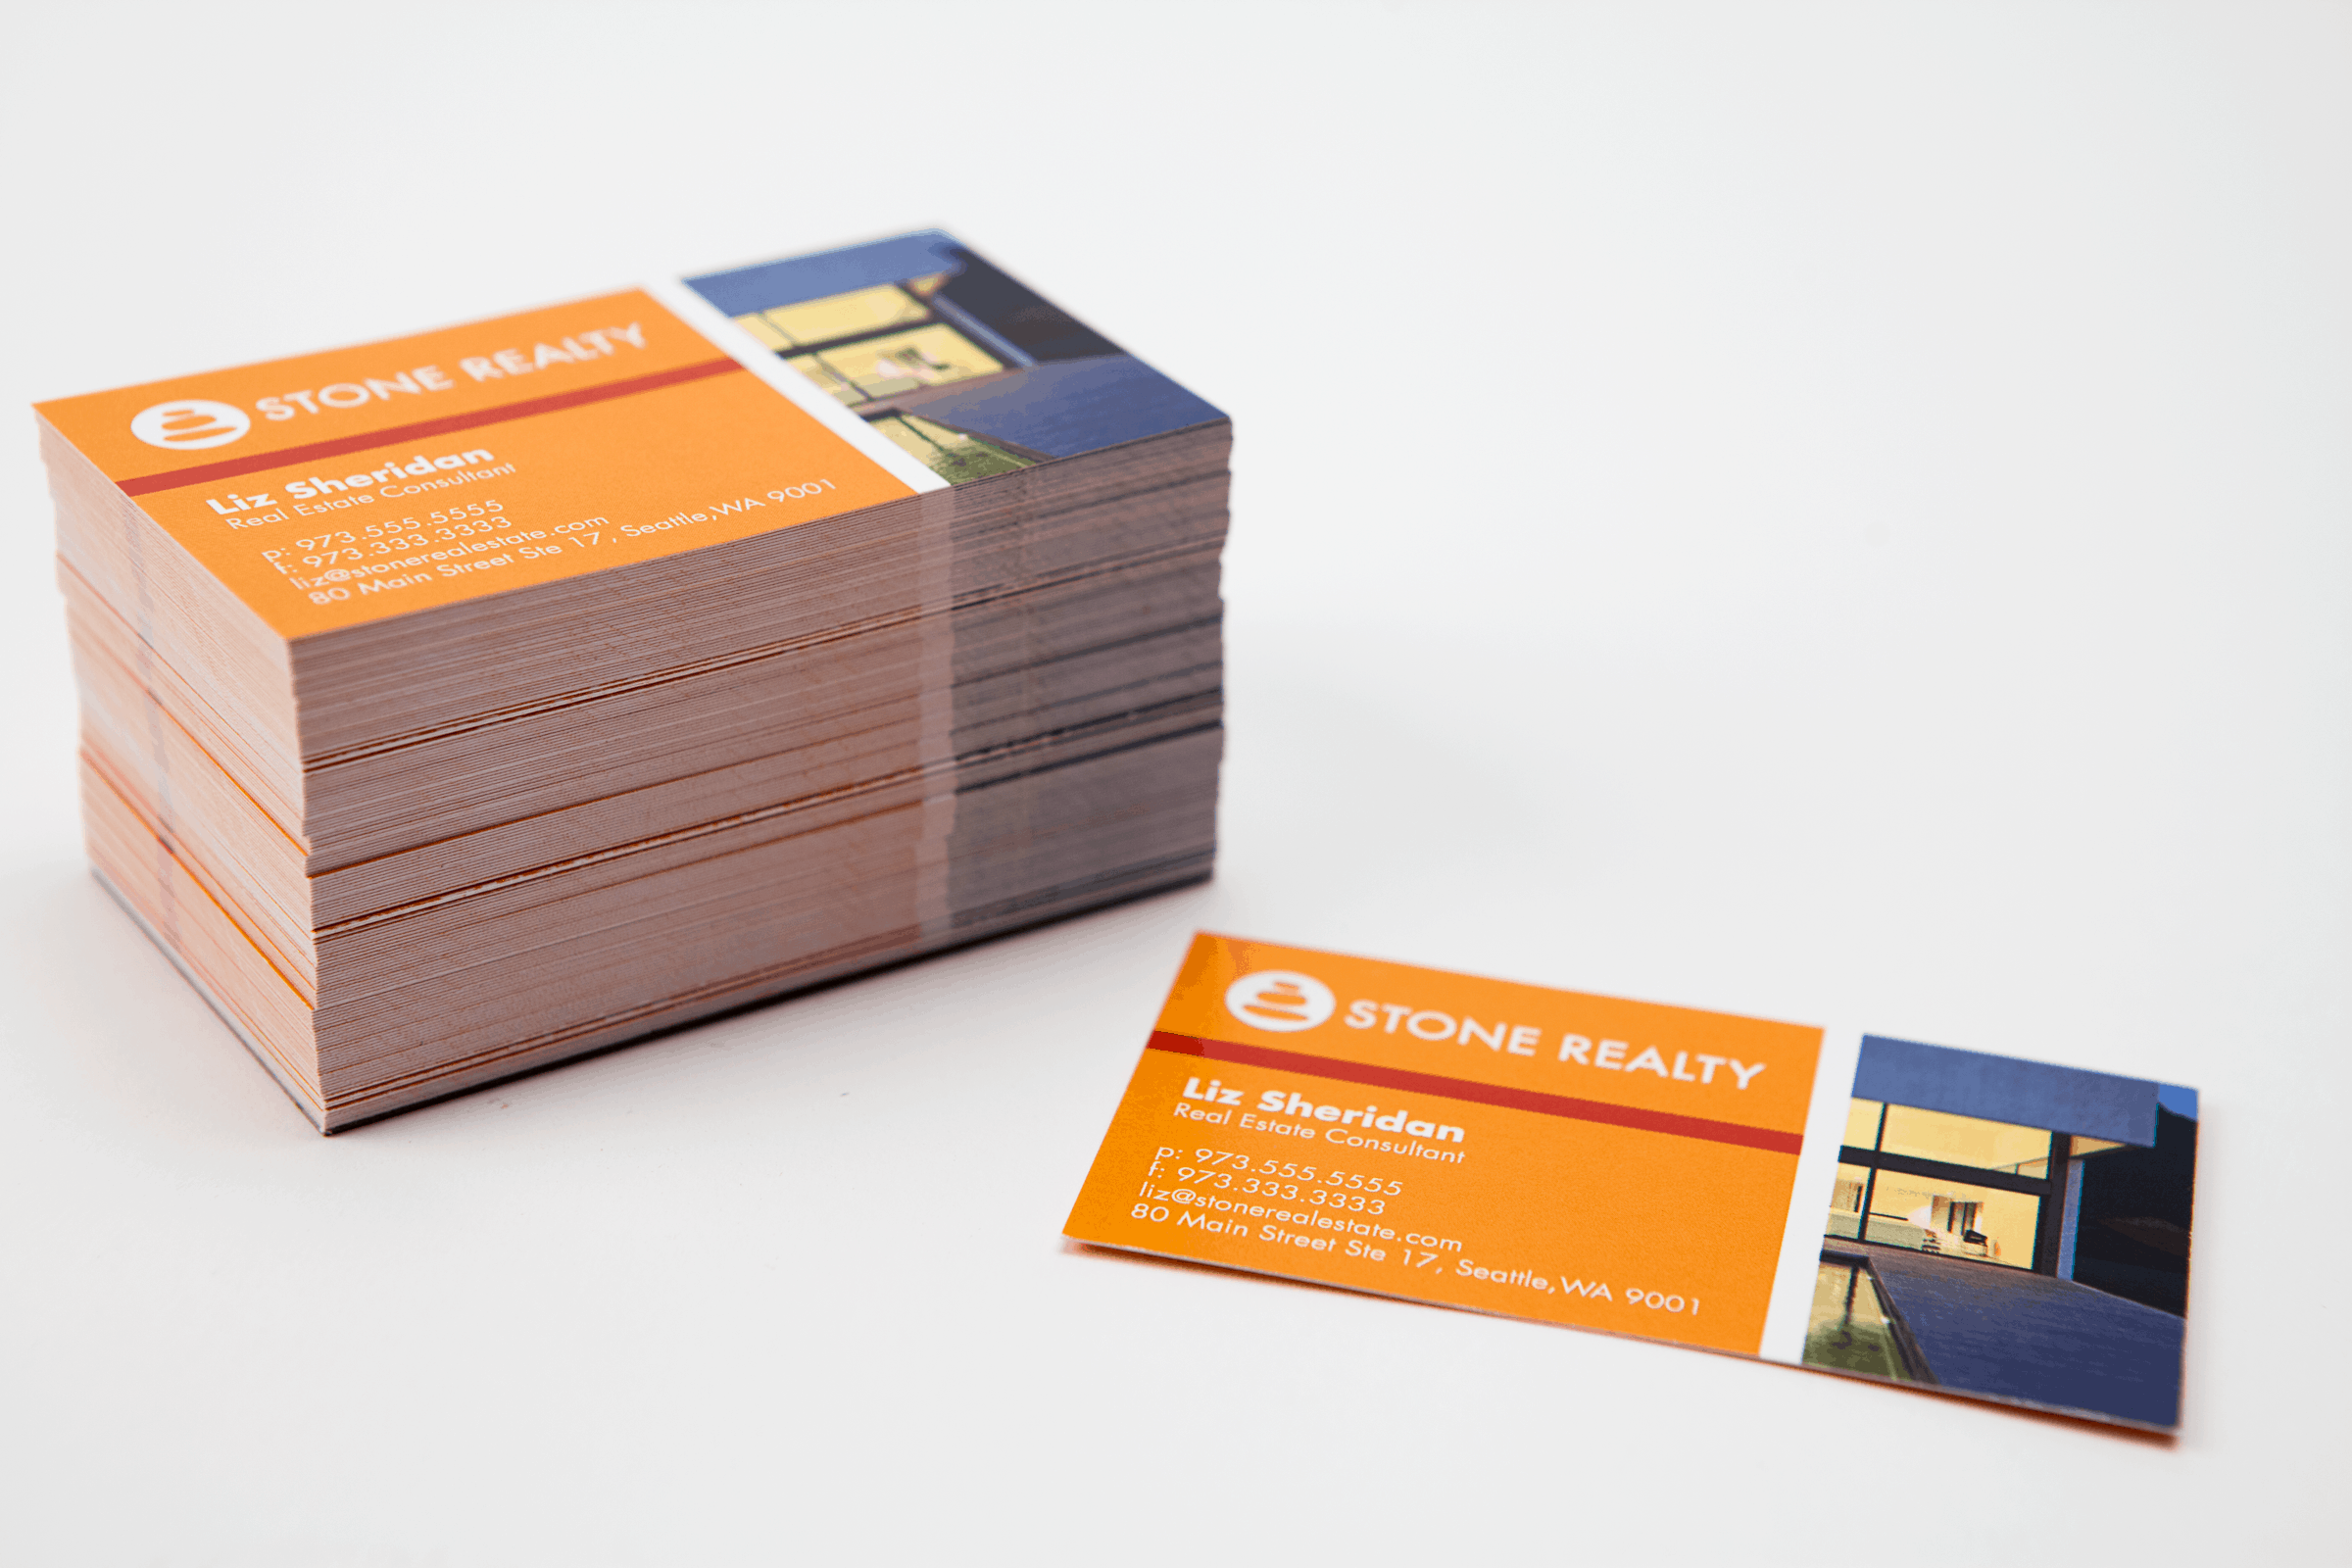 STONE REALTY
Liz Sheridan
Real Estate Consultant
p: 973.555.5555
f: 973.333.3333
liz@stonerealestate.com
80 Main Street Ste 17, Seattle,WA 9001
STONE REALTY
Liz Sheridan
Real Estate Consultant
p: 973.555.5555
f: 973.333.3333
liz@stonerealestate.com
80 Main Street Ste 17, Seattle,WA 9001